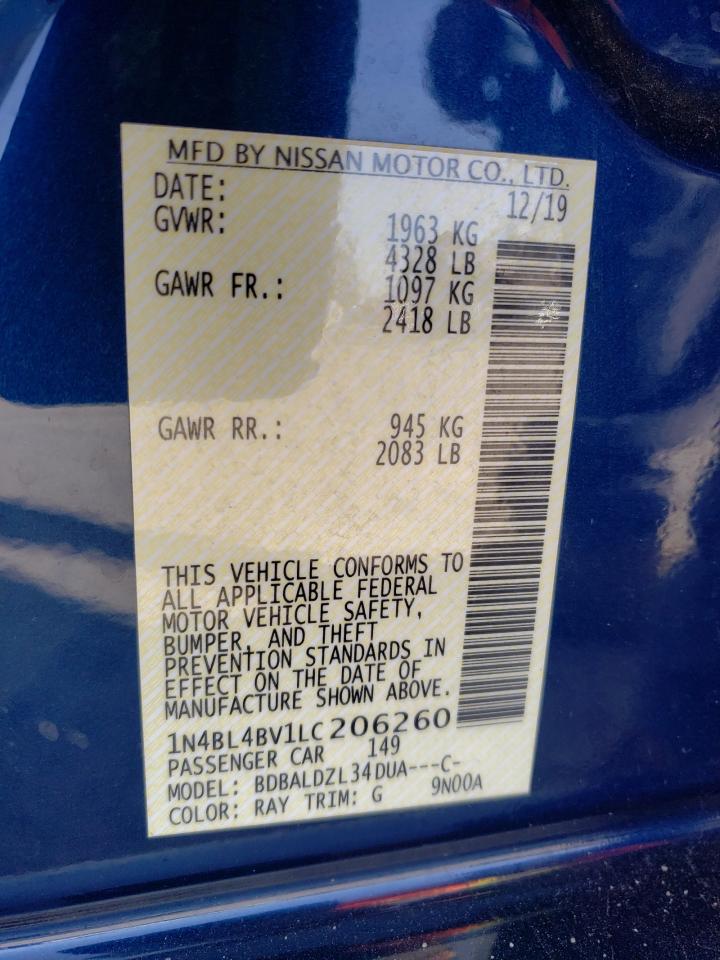 MFD BY NISSAN MOTOR CO., LTD.
DATE: 12/19
GVWR: 1963 KG
4328 LB
GAWR FR.: 1097 KG
2418 LB
GAWR RR.: 945 KG
2083 LB
THIS VEHICLE CONFORMS TO
ALL APPLICABLE FEDERAL
MOTOR VEHICLE SAFETY,
BUMPER, AND THEFT
PREVENTION STANDARDS IN
EFFECT ON THE DATE OF
MANUFACTURE SHOWN ABOVE.
1N4BL4BV1LC206260
PASSENGER CAR 149
MODEL: BDBALDZL34DUA---C-
COLOR: RAY TRIM: G 9N00A